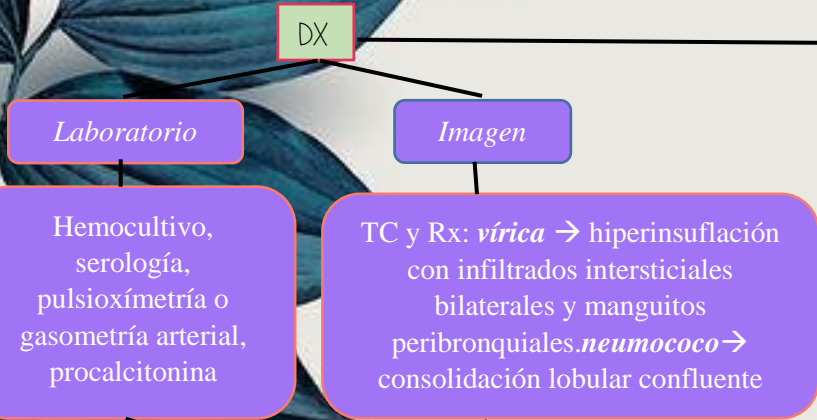 DX
Laboratorio
Imagen
Hemocultivo,
serología,
pulsioxímetría o
gasometría arterial,
procalcitonina
TC y Rx: vírica → hiperinsuflación
con infiltrados intersticiales
bilaterales y manguitos
peribronquiales.neumococo→
consolidación lobular confluente